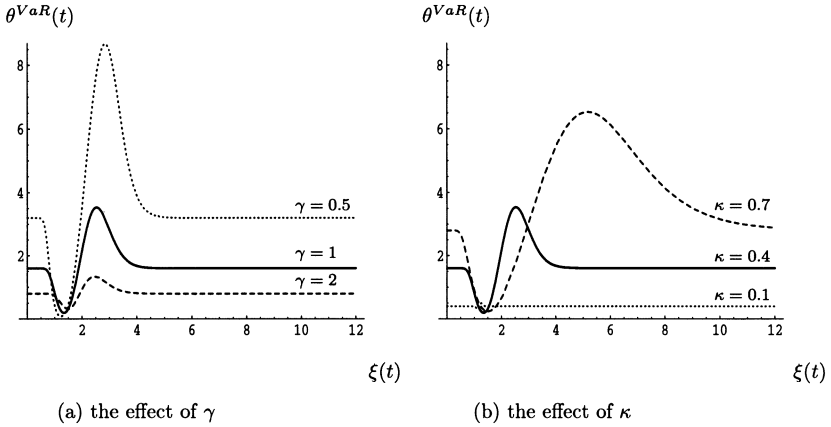 θ^{VaR}(t)
8
6
4
2
γ = 0.5
γ = 1
γ = 2
2 4 6 8 10 12
ξ(t)
(a) the effect of γ
θ^{VaR}(t)
8
6
4
2
κ = 0.7
κ = 0.4
κ = 0.1
2 4 6 8 10 12
ξ(t)
(b) the effect of κ